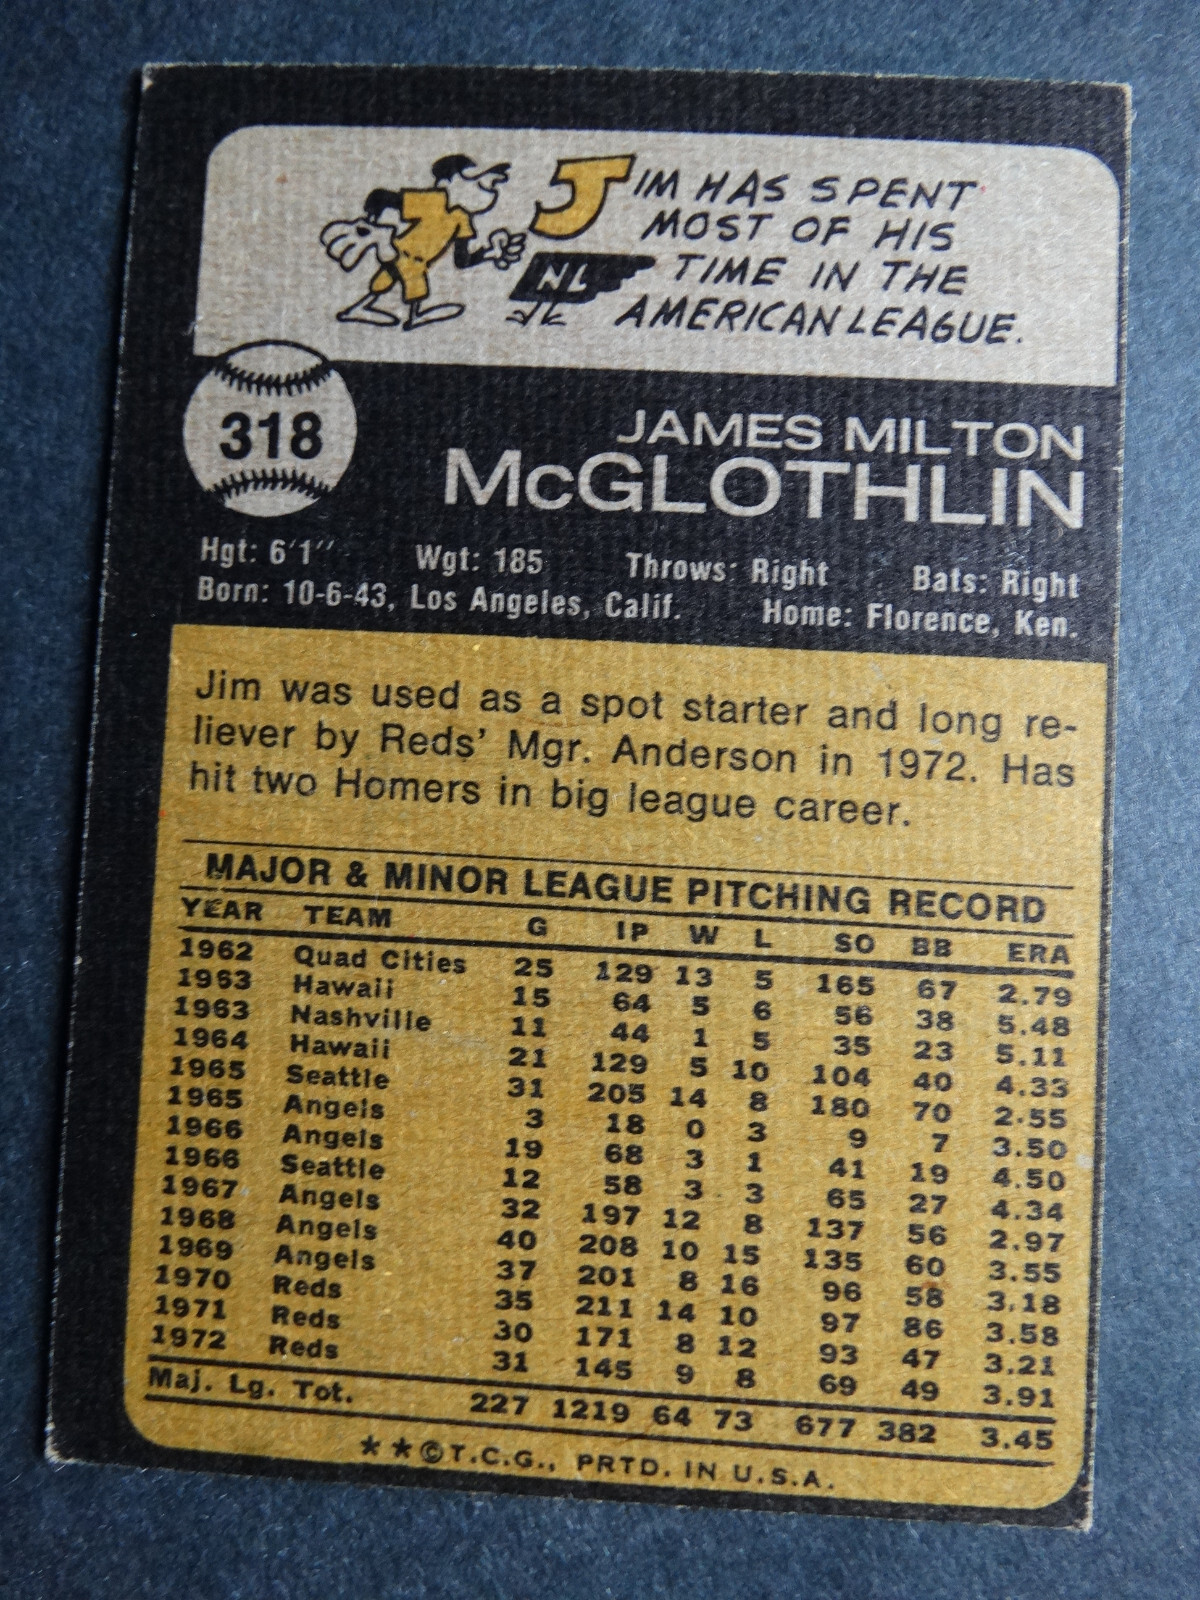 JIM HAS SPENT
MOST OF HIS
TIME IN THE
NL
AMERICAN LEAGUE.
318
JAMES MILTON
McGLOTHLIN
Hgt: 6'1" Wgt: 185 Throws: Right Bats: Right
Born: 10-6-43, Los Angeles, Calif. Home: Florence, Ken.
Jim was used as a spot starter and long re-
liever by Reds' Mgr. Anderson in 1972. Has
hit two Homers in big league career.
MAJOR & MINOR LEAGUE PITCHING RECORD
YEAR TEAM G IP W L SO BB ERA
1962 Quad Cities 25 129 13 5 165 67 2.79
1963 Hawaii 15 64 5 6 56 38 5.48
1963 Nashville 11 44 1 5 35 23 5.11
1964 Hawaii 21 129 5 10 104 40 4.33
1965 Seattle 31 205 14 8 180 70 2.55
1965 Angels 3 18 0 3 9 7 3.50
1966 Angels 19 68 3 1 41 19 4.50
1966 Seattle 12 58 3 3 65 27 4.34
1967 Angels 32 197 12 8 137 56 2.97
1968 Angels 40 208 10 15 135 60 3.55
1969 Angels 37 201 8 16 96 58 3.18
1970 Reds 35 211 14 10 97 86 3.58
1971 Reds 30 171 8 12 93 47 3.21
1972 Reds 31 145 9 8 69 49 3.91
Maj. Lg. Tot. 227 1219 64 73 677 382 3.45
**©T.C.G., PRTD. IN U.S.A.